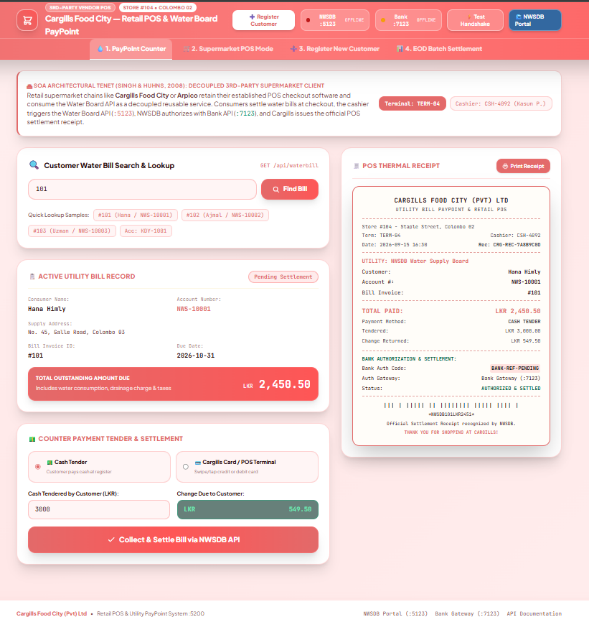 3RD-PARTY VENDOR POS STORE #104 • COLOMBO 02
Cargills Food City — Retail POS & Water Board PayPoint
Register Customer
NWSDB :5123 OFFLINE
Bank :7123 OFFLINE
Test Handshake
NWSDB Portal
1. PayPoint Counter
2. Supermarket POS Mode
3. Register New Customer
4. EOD Batch Settlement
SOA ARCHITECTURAL TENET (SINGH & HUHNS, 2006): DECOUPLED 3RD-PARTY SUPERMARKET CLIENT
Retail supermarket chains like Cargills Food City or Arpico retain their established POS checkout software and
consume the Water Board API as a decoupled reusable service. Consumers settle water bills at checkout, the cashier
triggers the Water Board API (:5123), NWSDB authorizes with Bank API (:7123), and Cargills issues the official POS
settlement receipt.
Terminal: TERM-04
Cashier: CSH-4092 (Kasun P.)
Customer Water Bill Search & Lookup
GET /api/waterbill
101
Find Bill
Quick Lookup Samples:
#101 (Hana / NWS-10001)
#102 (Ajmal / NWS-10002)
Acc: HDY-1001
ACTIVE UTILITY BILL RECORD
Pending Settlement
Consumer Name:
Hana Himly
Account Number:
NWS-10001
Supply Address:
No. 45, Galle Road, Colombo 03
Bill Invoice ID:
#101
Due Date:
2026-10-31
TOTAL OUTSTANDING AMOUNT DUE
Includes water consumption, drainage charge & taxes
LKR 2,450.50
COUNTER PAYMENT TENDER & SETTLEMENT
Cash Tender
Customer pays cash at register
Cargills Card / POS Terminal
Swipe/tap credit or debit card
Cash Tendered by Customer (LKR):
3000
Change Due to Customer:
LKR 549.50
Collect & Settle Bill via NWSDB API
POS THERMAL RECEIPT
Print Receipt
CARGILLS FOOD CITY (PVT) LTD
UTILITY BILL PAYPOINT & RETAIL POS
Store #104 - Staple Street, Colombo 02
Term: TERM-04 Cashier: CSH-4092
UTILITY: NWSDB Water Supply Board
Customer: Hana Himly
Account #: NWS-10001
Bill Invoice: #101
TOTAL PAID: LKR 2,450.50
Payment Method: CASH TENDER
Tendered: LKR 3,000.00
Change Returned: LKR 549.50
BANK AUTHORIZATION & SETTLEMENT:
Bank Auth Code: BANK-REF-PENDING
Auth Gateway: Bank Gateway (:7123)
Status: AUTHORIZED & SETTLED
Official Settlement Receipt recognized by NWSDB.
THANK YOU FOR SHOPPING AT CARGILLS!
Cargills Food City (Pvt) Ltd • Retail POS & Utility PayPoint System :5200
NWSDB Portal (:5123) Bank Gateway (:7123) API Documentation